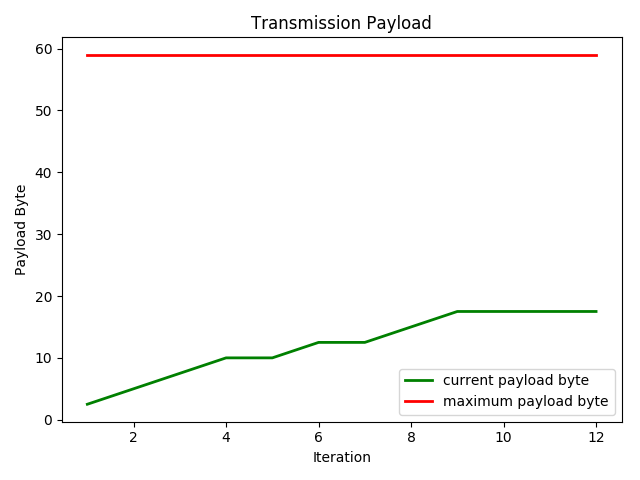 Transmission Payload
60
50
40
30
20
10
0
Payload Byte
2 4 6 8 10 12
Iteration
current payload byte
maximum payload byte